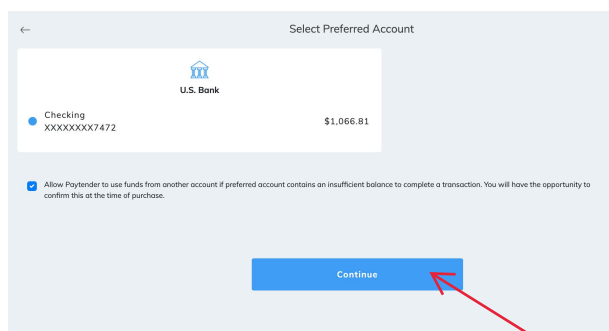 Select Preferred Account
U.S. Bank
Checking
XXXXXXXX7472
$1,066.81
Allow Paytender to use funds from another account if preferred account contains an insufficient balance to complete a transaction. You will have the opportunity to
confirm this at the time of purchase.
Continue